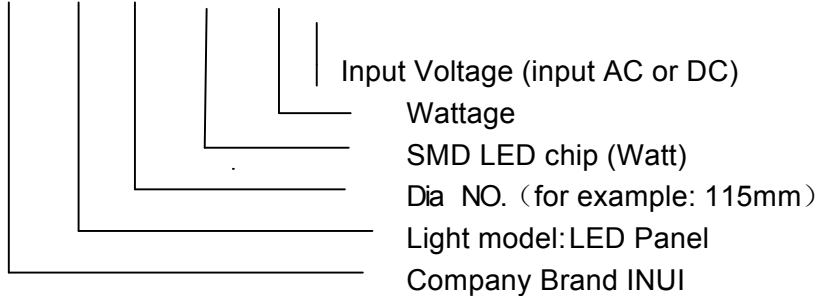 Input Voltage (input AC or DC)
Wattage
SMD LED chip (Watt)
Dia NO.（for example: 115mm）
Light model:LED Panel
Company Brand INUI